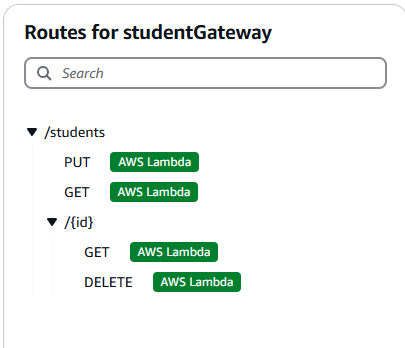 Routes for studentGateway
Search
/students
PUT AWS Lambda
GET AWS Lambda
/{id}
GET AWS Lambda
DELETE AWS Lambda